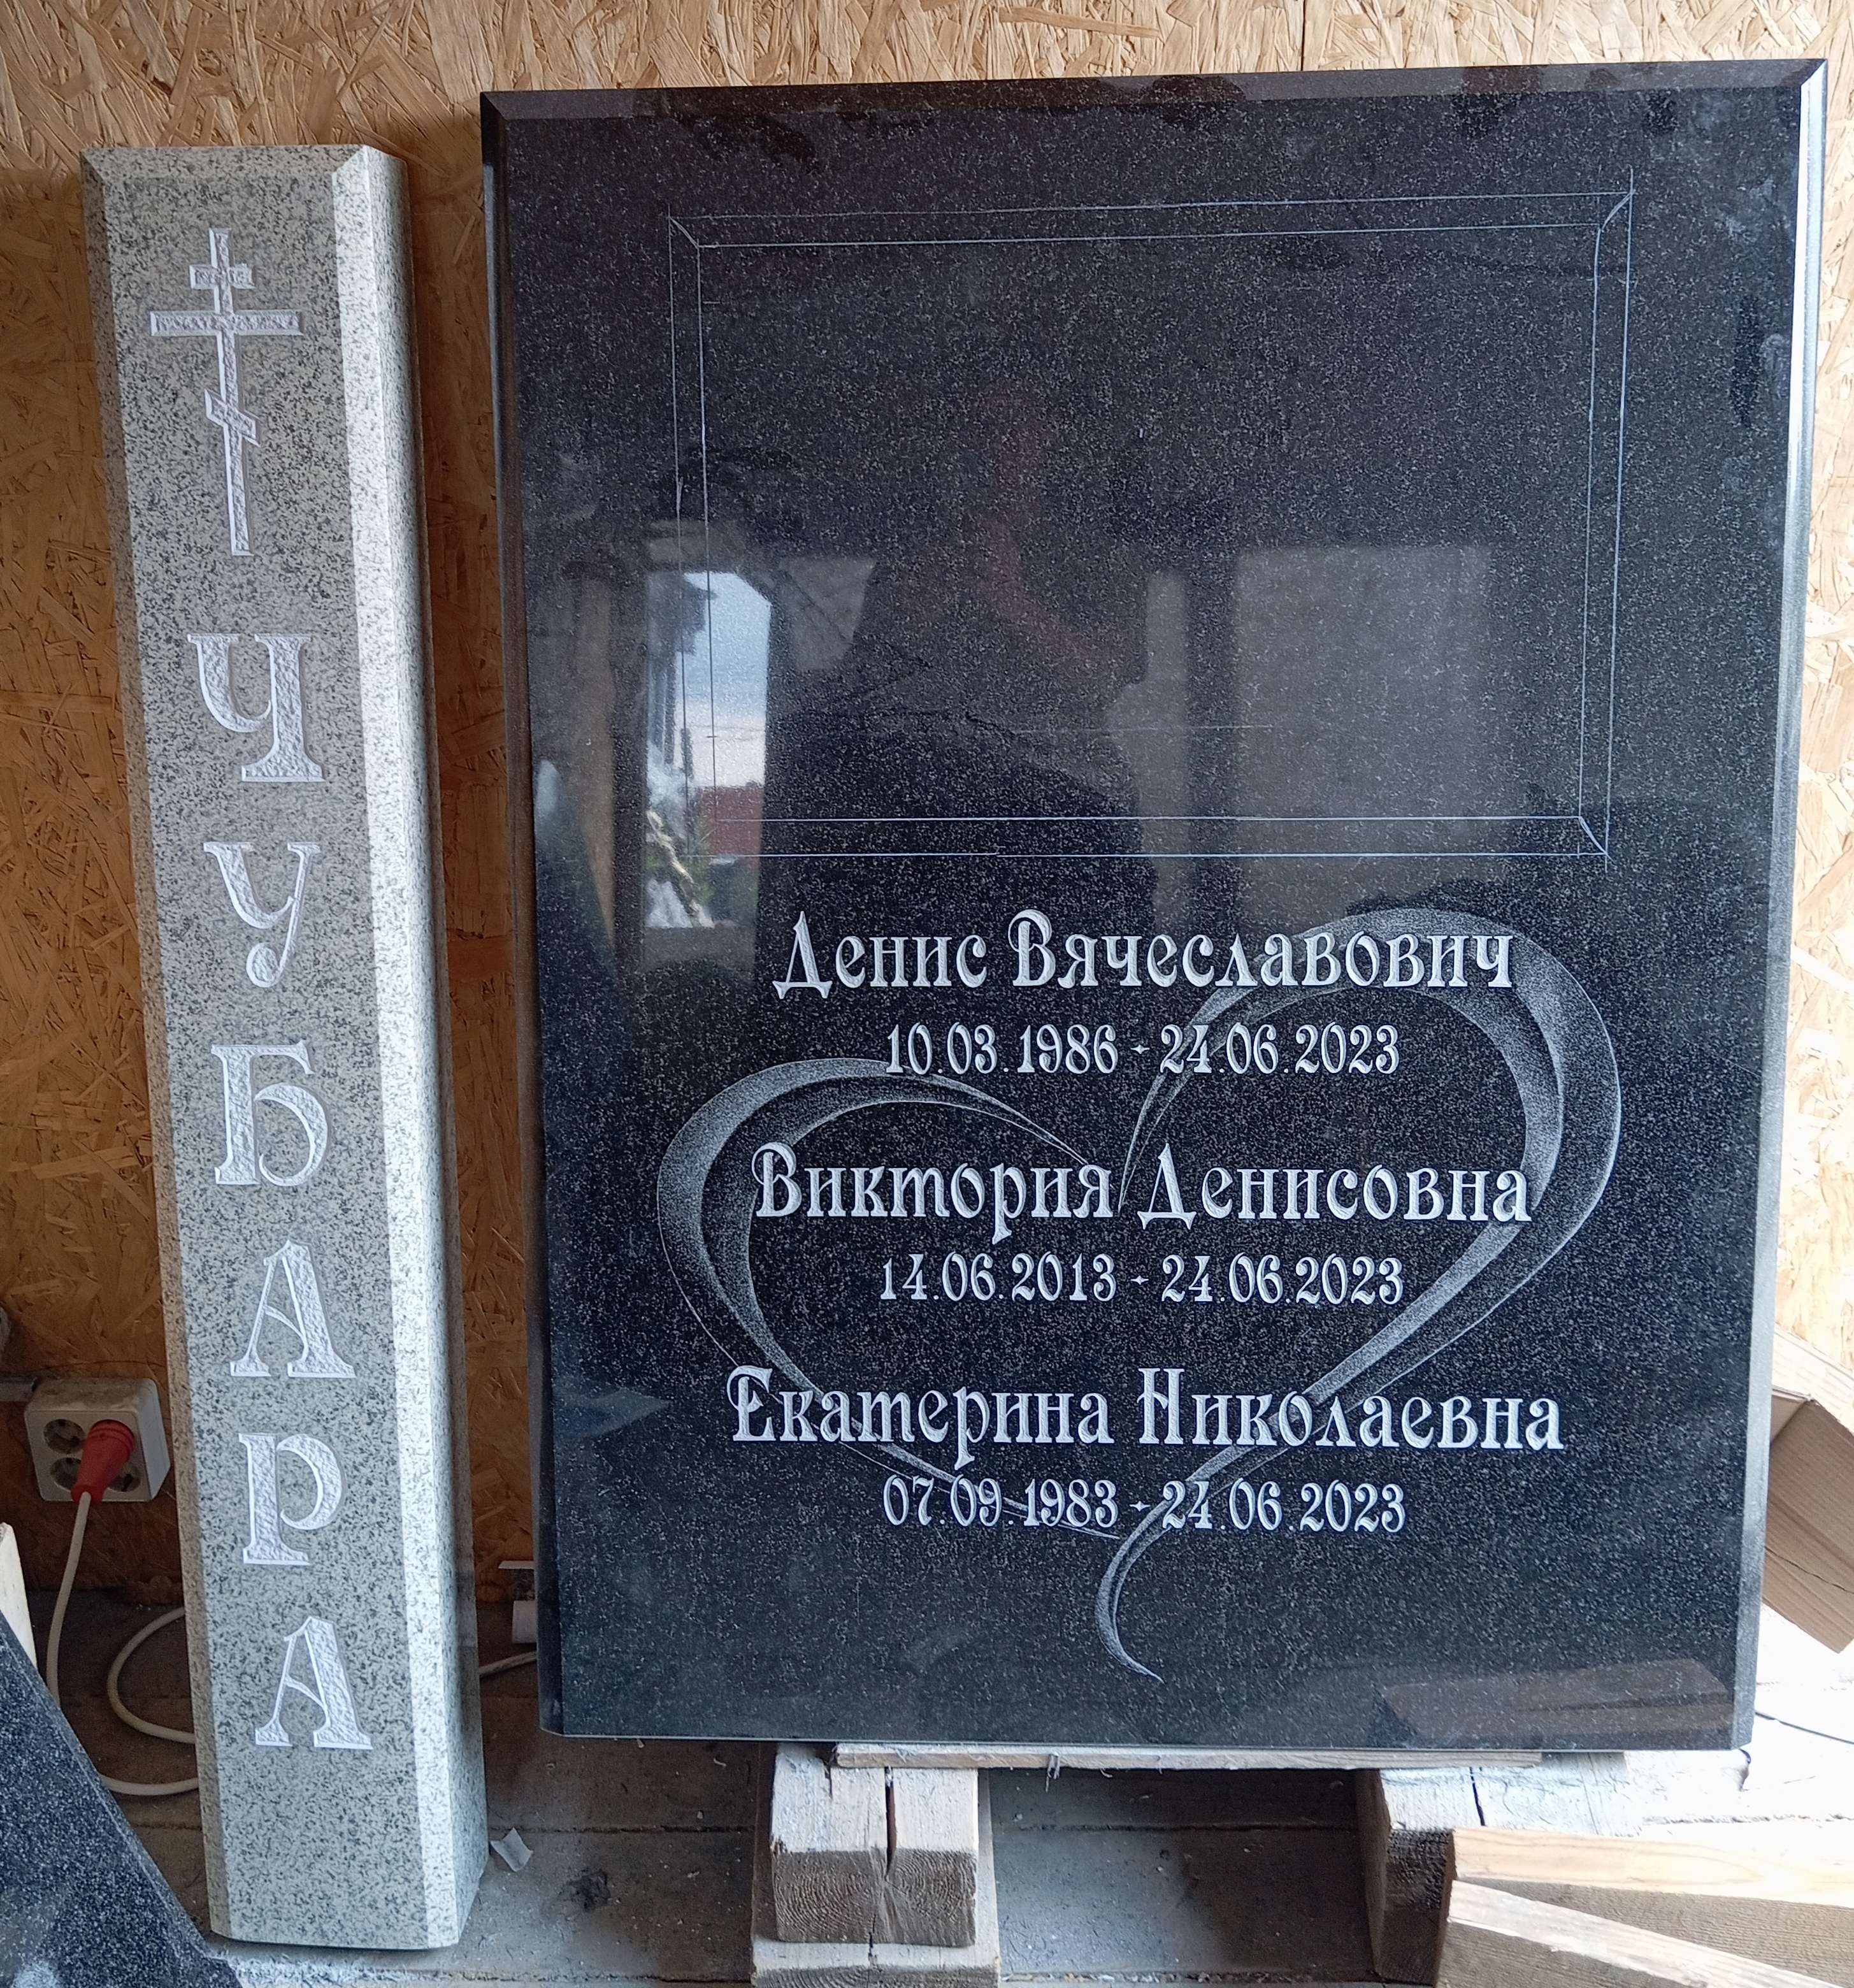 ЧУБАРА
Денис Вячеславович
10.03.1986 - 24.06.2023
Виктория Денисовна
14.06.2013 - 24.06.2023
Екатерина Николаевна
07.09.1983 - 24.06.2023